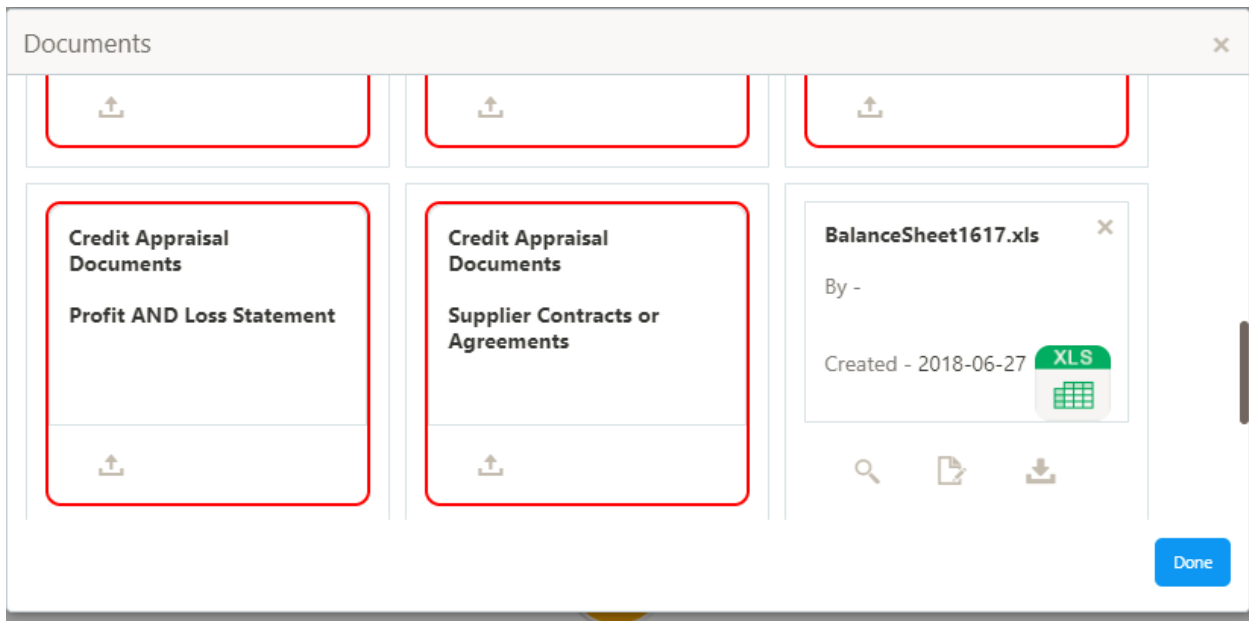 Documents
Credit Appraisal
Documents
Profit AND Loss Statement
Credit Appraisal
Documents
Supplier Contracts or
Agreements
BalanceSheet1617.xls
By -
Created - 2018-06-27
XLS
Done